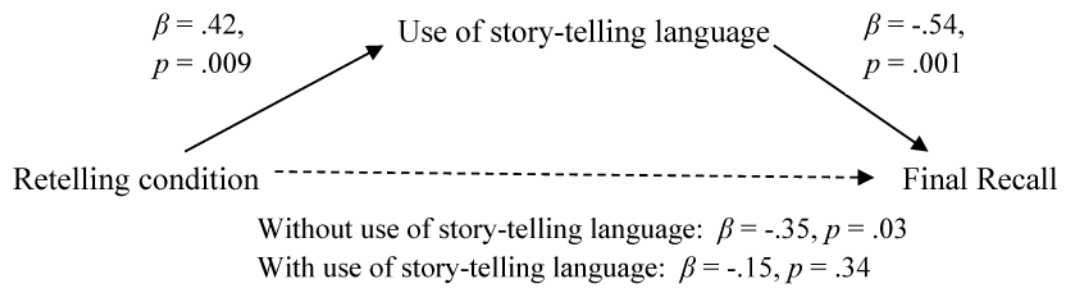 β = .42,
p = .009
Use of story-telling language
β = -.54,
p = .001
Retelling condition
Final Recall
Without use of story-telling language: β = -.35, p = .03
With use of story-telling language: β = -.15, p = .34